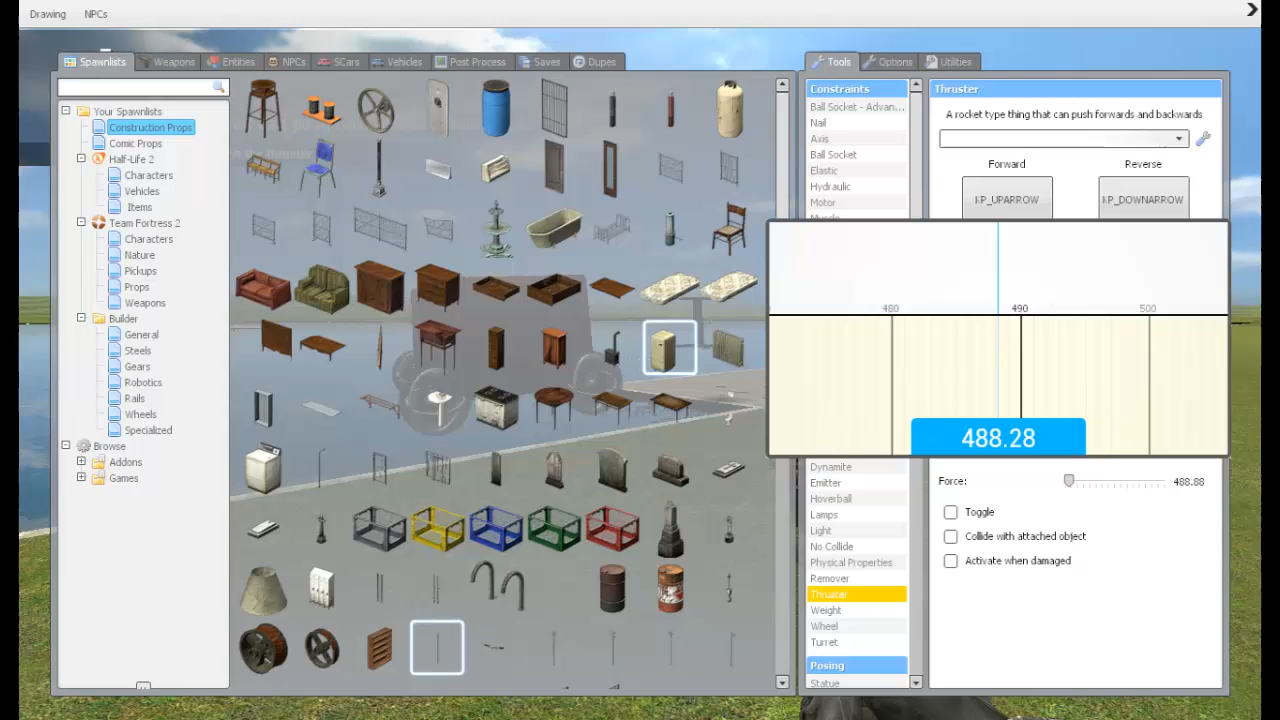 Drawing NPCs
Spawnlists Weapons Entities NPCs SCars Vehicles Post Process Saves Dupes
Your Spawnlists
Construction Props
Comic Props
Half-Life 2
Characters
Vehicles
Items
Team Fortress 2
Characters
Nature
Pickups
Props
Weapons
Builder
General
Steels
Gears
Robotics
Rails
Wheels
Specialized
Browse
Addons
Games
Tools Options Utilities
Constraints
Ball Socket - Advan...
Nail
Axis
Ball Socket
Elastic
Hydraulic
Motor
Dynamite
Emitter
Hoverball
Lamps
Light
No Collide
Physical Properties
Remover
Thruster
Weight
Wheel
Turret
Posing
Statue
Thruster
A rocket type thing that can push forwards and backwards
Forward Reverse
KP_UPARROW KP_DOWNARROW
480 490 500
488.28
Force: 488.88
Toggle
Collide with attached object
Activate when damaged